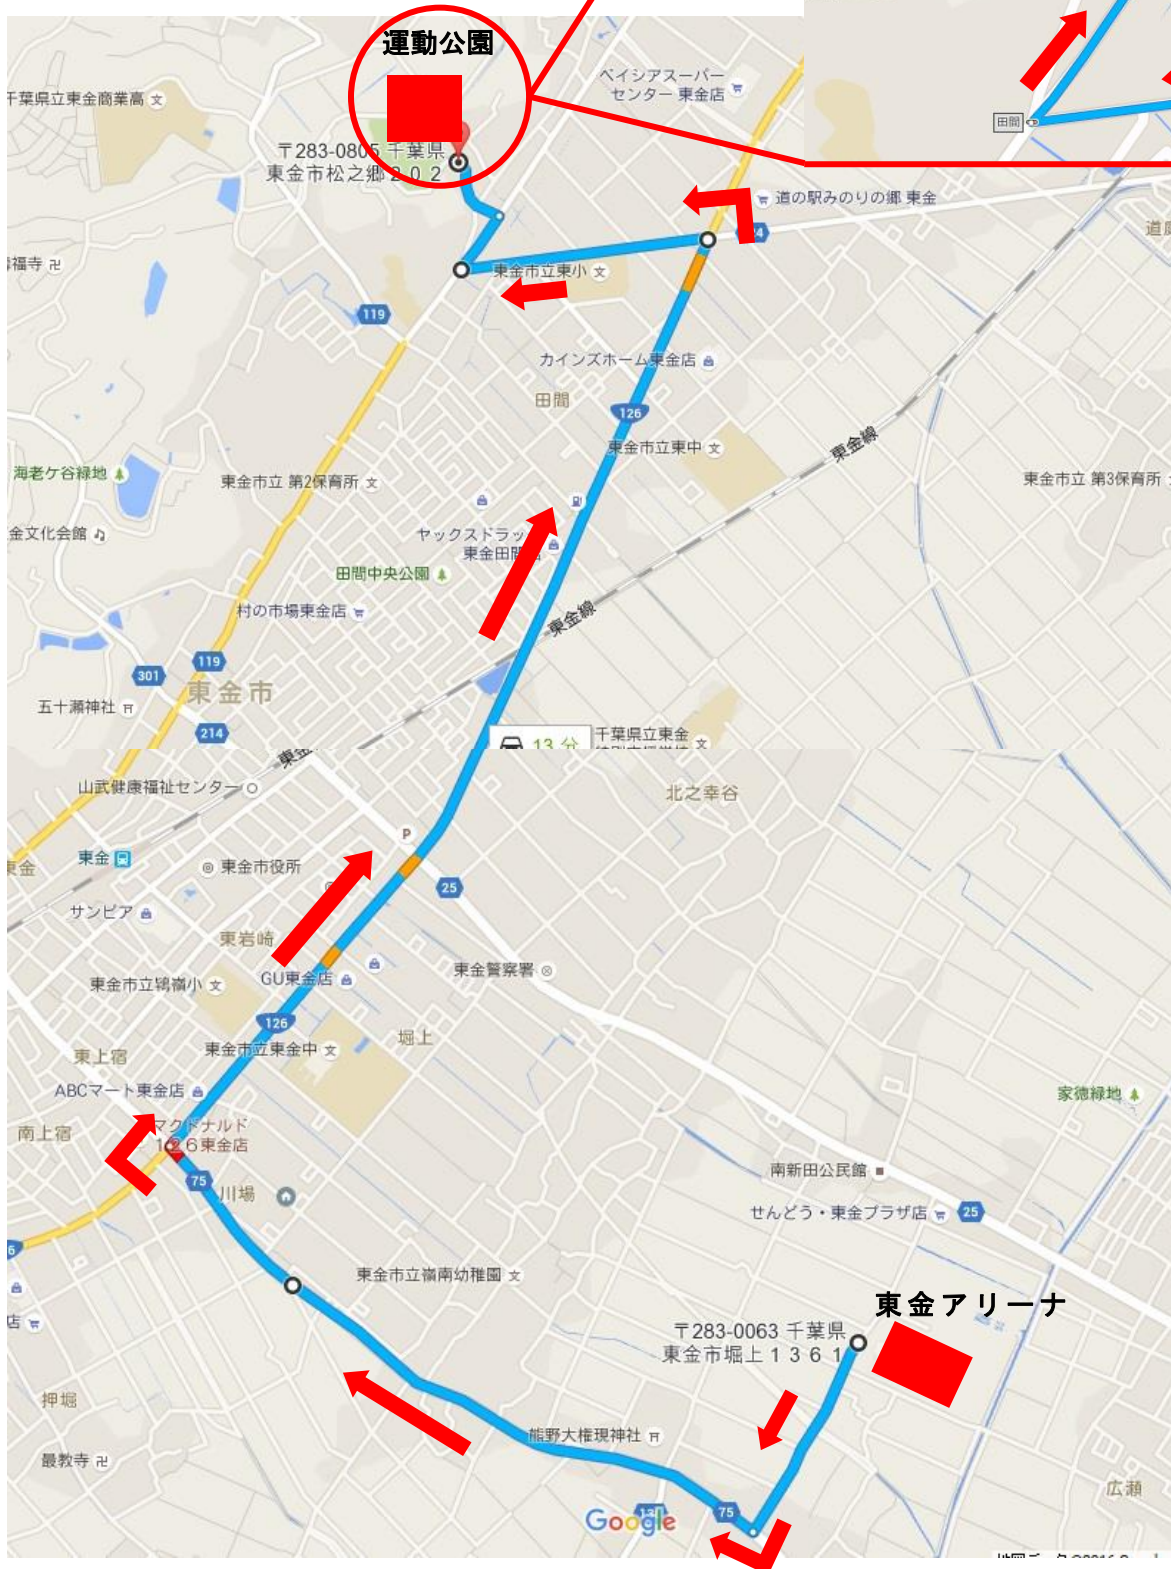 運動公園
ベイシアスーパー
センター 東金店
田間
千葉県立東金商業高
〒283-0805 千葉県
東金市松之郷２０２
道の駅みのりの郷 東金
福寺
東金市立東小
119
カインズホーム東金店
田間
126
東金市立東中
東金線
海老ケ谷緑地
東金市立 第2保育所
東金市立 第3保育所
金文化会館
ヤックスドラッ
東金田間
田間中央公園
村の市場東金店
東金線
119
301
東金市
五十瀬神社
214
13 分
千葉県立東金
山武健康福祉センター
北之幸谷
P
東金
東金
東金市役所
25
サンピア
東岩崎
GU東金店
東金警察署
東金市立鴇嶺小
126
東金市立東金中
堀上
東上宿
ABCマート東金店
家徳緑地
南上宿
マクドナルド
１２６東金店
75
川場
南新田公民館
せんどう・東金プラザ店
25
東金市立嶺南幼稚園
東金アリーナ
〒283-0063 千葉県
東金市堀上１３６１
店
押堀
熊野大権現神社
最教寺
広瀬
75
Google